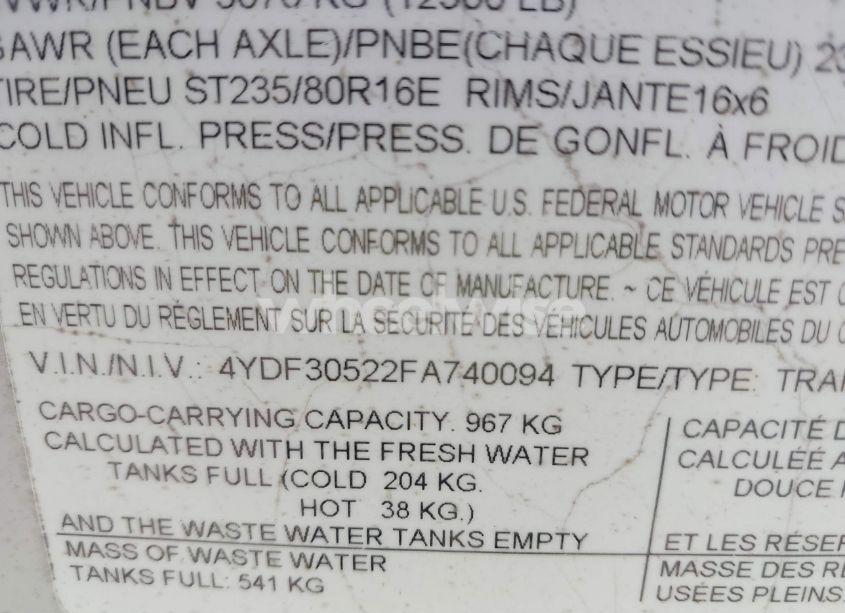 GAWR (EACH AXLE)/PNBE(CHAQUE ESSIEU) 23
TIRE/PNEU ST235/80R16E RIMS/JANTE16x6
COLD INFL. PRESS/PRESS. DE GONFL. À FROID
THIS VEHICLE CONFORMS TO ALL APPLICABLE U.S. FEDERAL MOTOR VEHICLE S
SHOWN ABOVE. THIS VEHICLE CONFORMS TO ALL APPLICABLE STANDARDS PRE
REGULATIONS IN EFFECT ON THE DATE OF MANUFACTURE. ~ CE VÉHICULE EST
EN VERTU DU RÈGLEMENT SUR LA SÉCURITÉ DES VÉHICULES AUTOMOBILES DU
V.I.N./N.I.V.: 4YDF30522FA740094 TYPE/TYPE: TRA
CARGO-CARRYING CAPACITY. 967 KG
CALCULATED WITH THE FRESH WATER
TANKS FULL (COLD 204 KG.
HOT 38 KG.)
AND THE WASTE WATER TANKS EMPTY
MASS OF WASTE WATER
TANKS FULL: 541 KG
CAPACITÉ D
CALCULÉE A
DOUCE
ET LES RÉSER
MASSE DES RÉ
USÉES PLEINS: